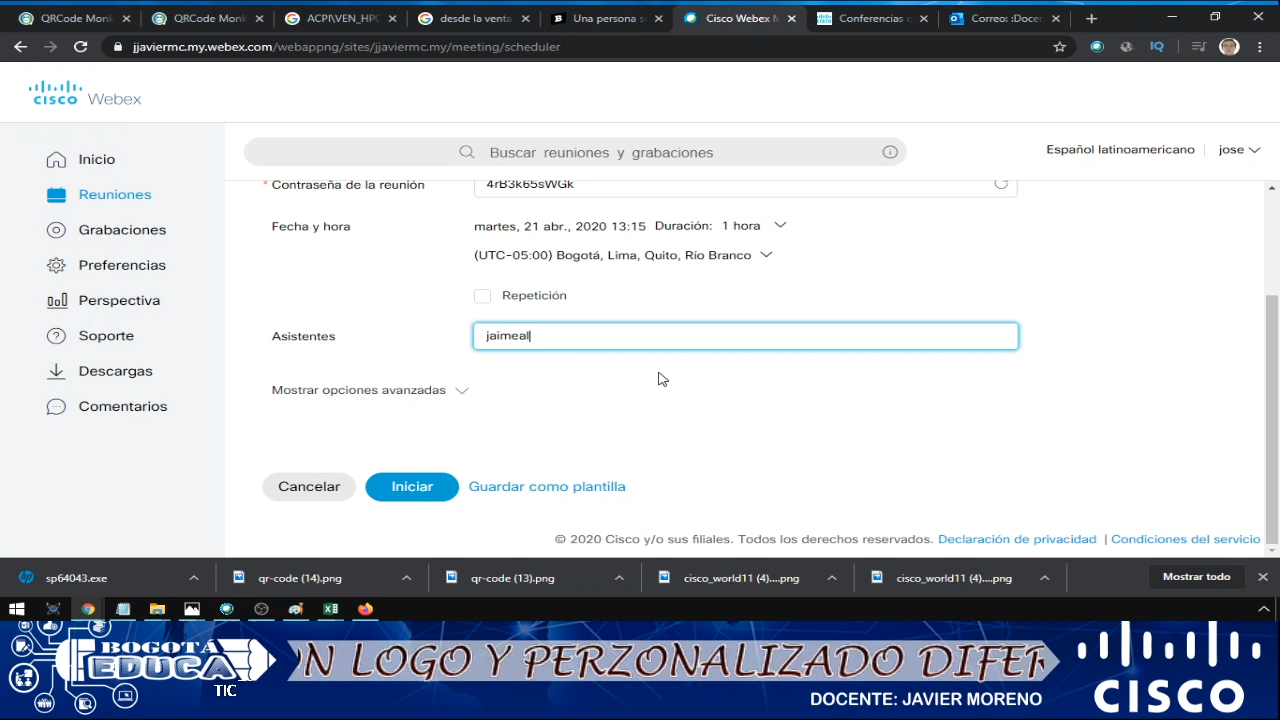 QRCode Monk
QRCode Monk
ACPI\VEN_HPC
desde la venta
Una persona s
Cisco Webex M
Conferencias c
Correo: :Docen
jjaviermc.my.webex.com/webappng/sites/jjaviermc.my/meeting/scheduler
IQ
CISCO Webex
Buscar reuniones y grabaciones
Español latinoamericano
jose
Inicio
Reuniones
Grabaciones
Preferencias
Perspectiva
Soporte
Descargas
Comentarios
* Contraseña de la reunión
4rB3k65sWGk
Fecha y hora
martes, 21 abr., 2020 13:15 Duración: 1 hora
(UTC-05:00) Bogotá, Lima, Quito, Río Branco
Repetición
Asistentes
jaimeal
Mostrar opciones avanzadas
Cancelar
Iniciar
Guardar como plantilla
© 2020 Cisco y/o sus filiales. Todos los derechos reservados. Declaración de privacidad | Condiciones del servicio
sp64043.exe
qr-code (14).png
qr-code (13).png
cisco_world11 (4)....png
cisco_world11 (4)....png
Mostrar todo
BOGOTA
EDUCA
TIC
N LOGO Y PERZONALIZADO DIFER
DOCENTE: JAVIER MORENO
CISCO